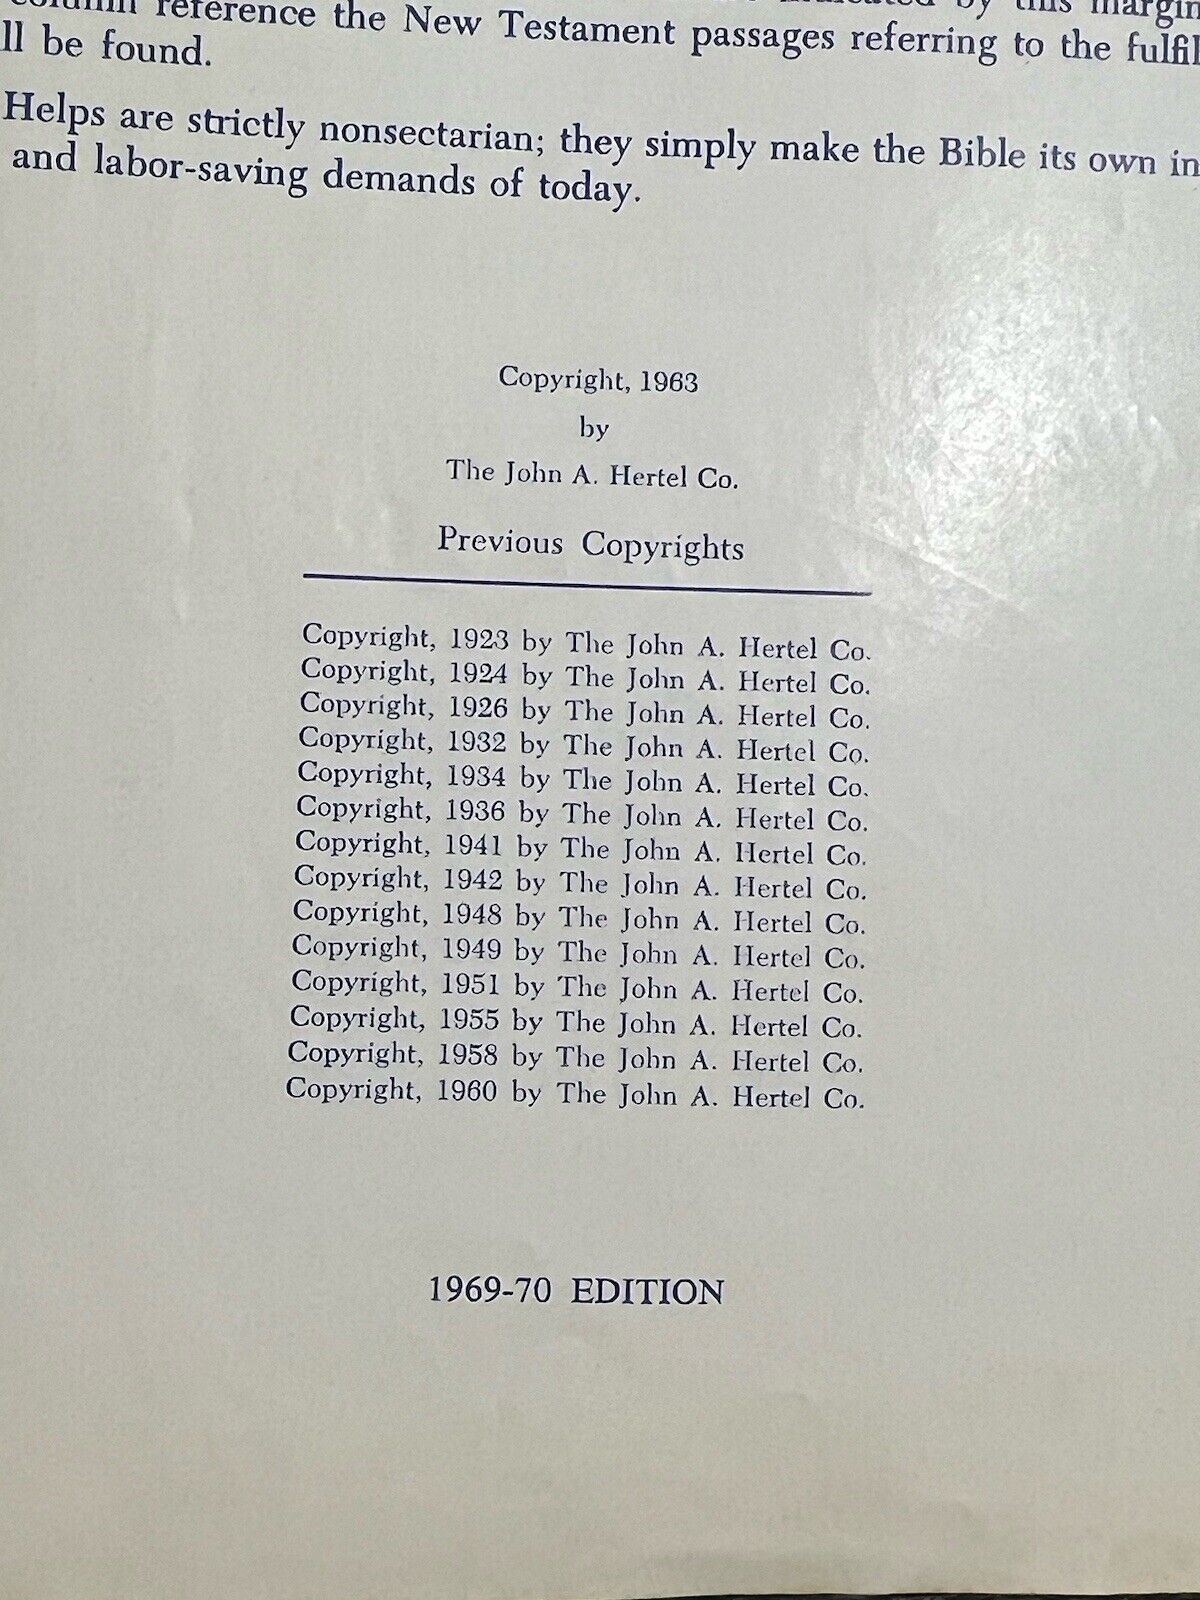 column reference the New Testament passages referring to the fulfil
indicated by this margin
ll be found.
Helps are strictly nonsectarian; they simply make the Bible its own in
and labor-saving demands of today.
Copyright, 1963
by
The John A. Hertel Co.
Previous Copyrights
Copyright, 1923 by The John A. Hertel Co.
Copyright, 1924 by The John A. Hertel Co.
Copyright, 1926 by The John A. Hertel Co.
Copyright, 1932 by The John A. Hertel Co.
Copyright, 1934 by The John A. Hertel Co.
Copyright, 1936 by The John A. Hertel Co.
Copyright, 1941 by The John A. Hertel Co.
Copyright, 1942 by The John A. Hertel Co.
Copyright, 1948 by The John A. Hertel Co.
Copyright, 1949 by The John A. Hertel Co.
Copyright, 1951 by The John A. Hertel Co.
Copyright, 1955 by The John A. Hertel Co.
Copyright, 1958 by The John A. Hertel Co.
Copyright, 1960 by The John A. Hertel Co.
1969-70 EDITION